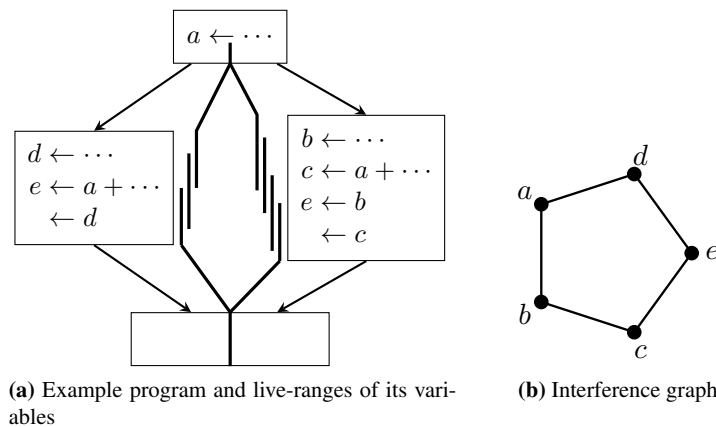 a ← ⋯
d ← ⋯
e ← a + ⋯
← d
b ← ⋯
c ← a + ⋯
e ← b
← c
a
d
e
b
c
(a) Example program and live-ranges of its vari-
ables
(b) Interference graph